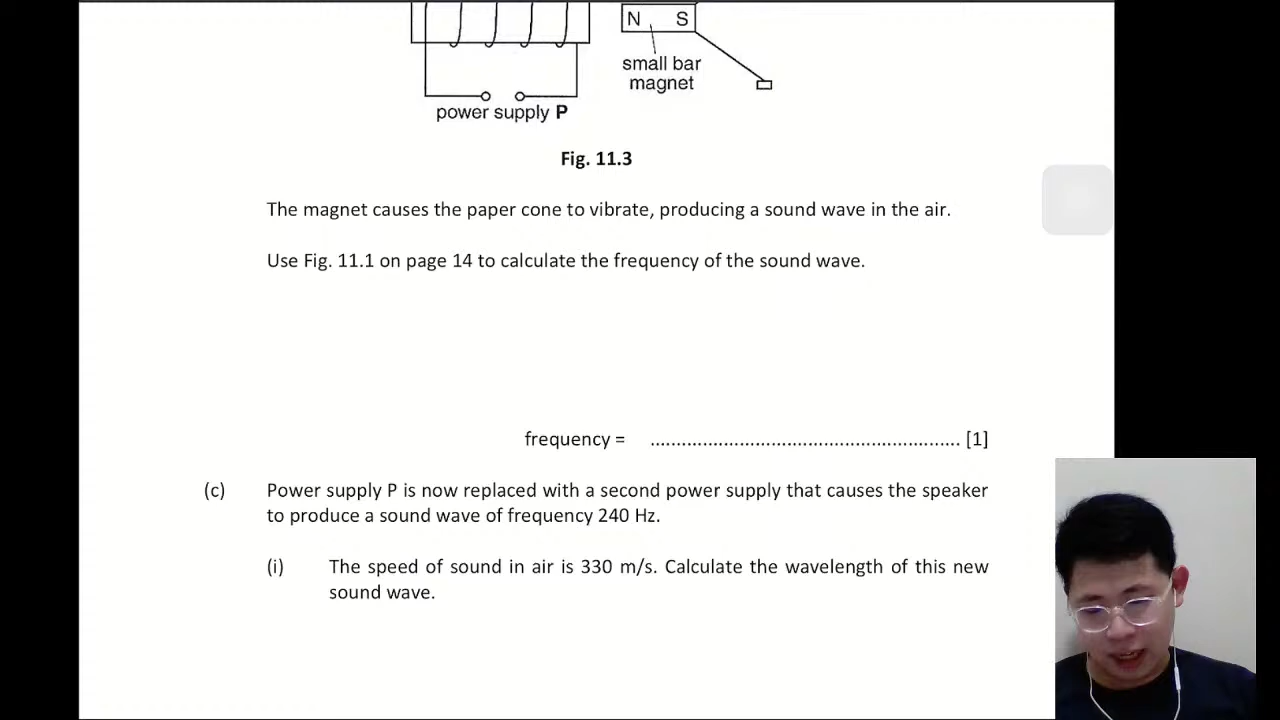 N S
small bar
magnet
power supply P
Fig. 11.3
The magnet causes the paper cone to vibrate, producing a sound wave in the air.
Use Fig. 11.1 on page 14 to calculate the frequency of the sound wave.
frequency = ............................................................ [1]
(c) Power supply P is now replaced with a second power supply that causes the speaker
to produce a sound wave of frequency 240 Hz.
(i) The speed of sound in air is 330 m/s. Calculate the wavelength of this new
sound wave.